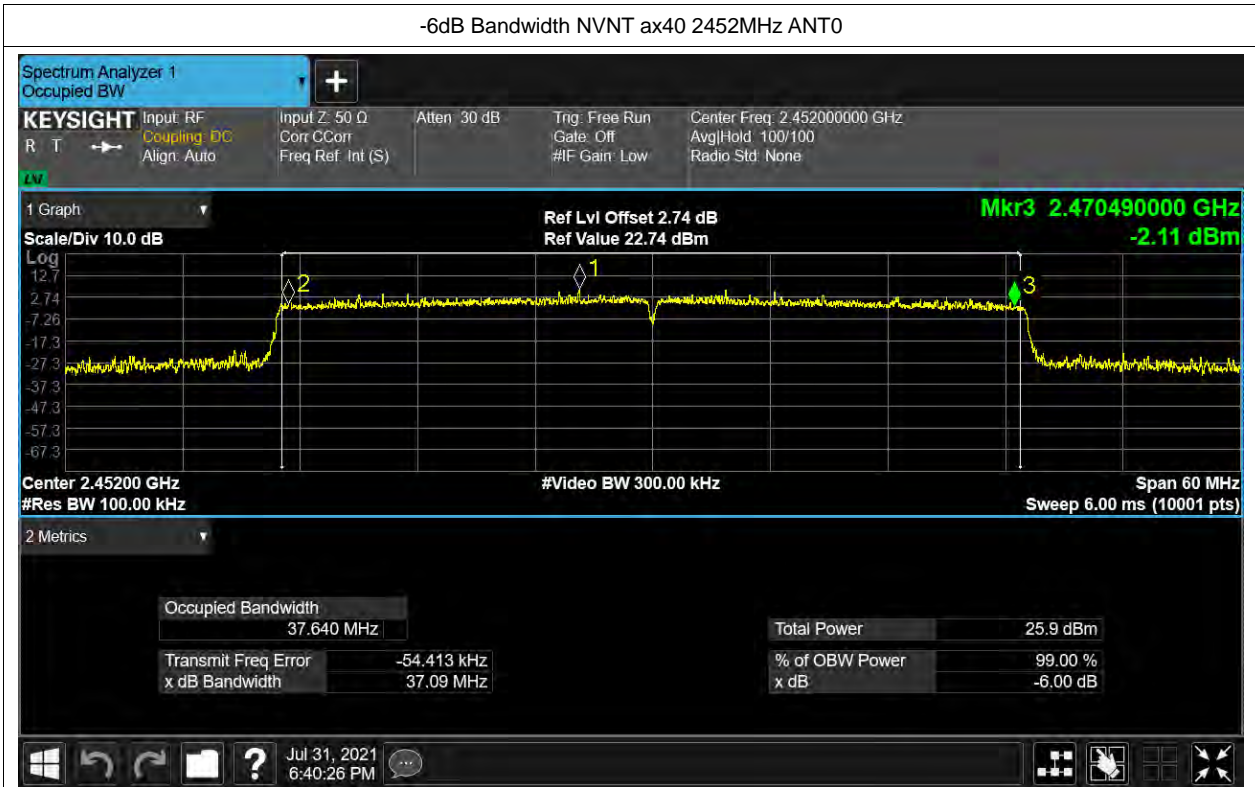 -6dB Bandwidth NVNT ax40 2452MHz ANT0
Spectrum Analyzer 1
Occupied BW
+
KEYSIGHT
R T
Input: RF
Coupling: DC
Align: Auto
Input Z: 50 Ω
Corr CCorr
Freq Ref: Int (S)
Atten: 30 dB
Trig: Free Run
Gate: Off
#IF Gain: Low
Center Freq: 2.452000000 GHz
Avg|Hold: 100/100
Radio Std: None
1 Graph
Scale/Div 10.0 dB
Ref Lvl Offset 2.74 dB
Ref Value 22.74 dBm
Mkr3 2.470490000 GHz
-2.11 dBm
Log
12.7
2.74
-7.26
-17.3
-27.3
-37.3
-47.3
-57.3
-67.3
2
1
3
Center 2.45200 GHz
#Res BW 100.00 kHz
#Video BW 300.00 kHz
Span 60 MHz
Sweep 6.00 ms (10001 pts)
2 Metrics
Occupied Bandwidth
37.640 MHz
Transmit Freq Error -54.413 kHz
x dB Bandwidth 37.09 MHz
Total Power 25.9 dBm
% of OBW Power 99.00 %
x dB -6.00 dB
?
Jul 31, 2021
6:40:26 PM